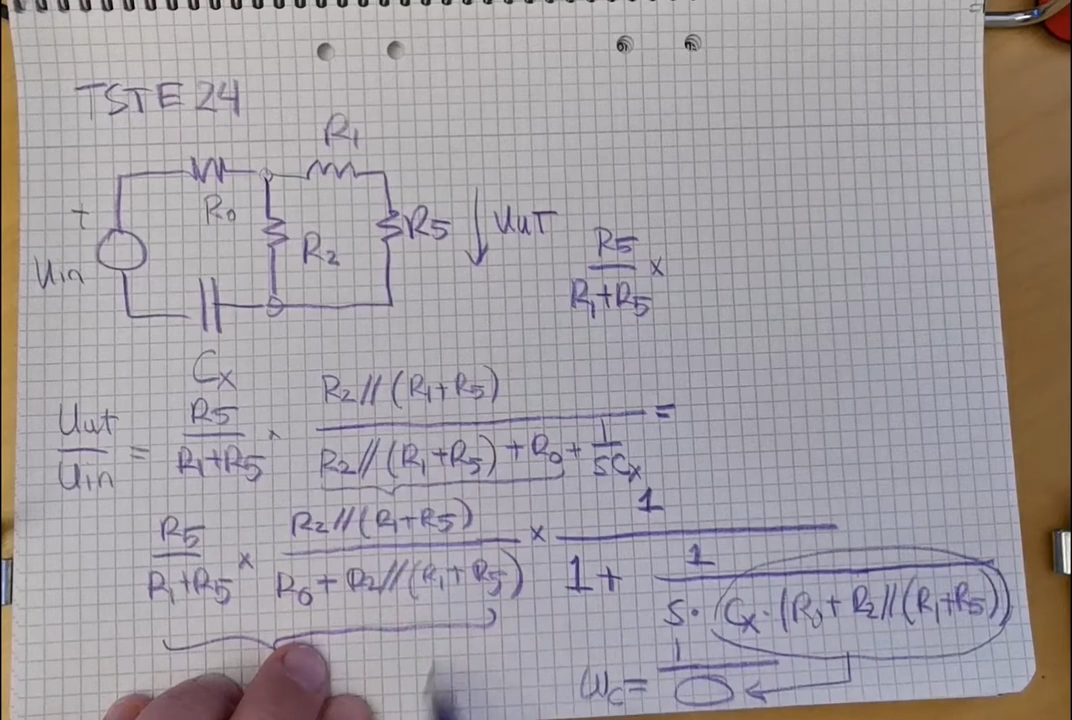 TSTE 24
R1
R0
+
R2
R5
Uut
Uin
R5
R1+R5 ×
Cx
Uut
Uin = R5
R1+R5 × R2//(R1+R5)
R2//(R1+R5)+R0+1
SCx =
R5
R1+R5 × R2//(R1+R5)
R0+R2//(R1+R5) × 1
1+ 1
S·Cx·(R0+R2//(R1+R5))
ωc = 1